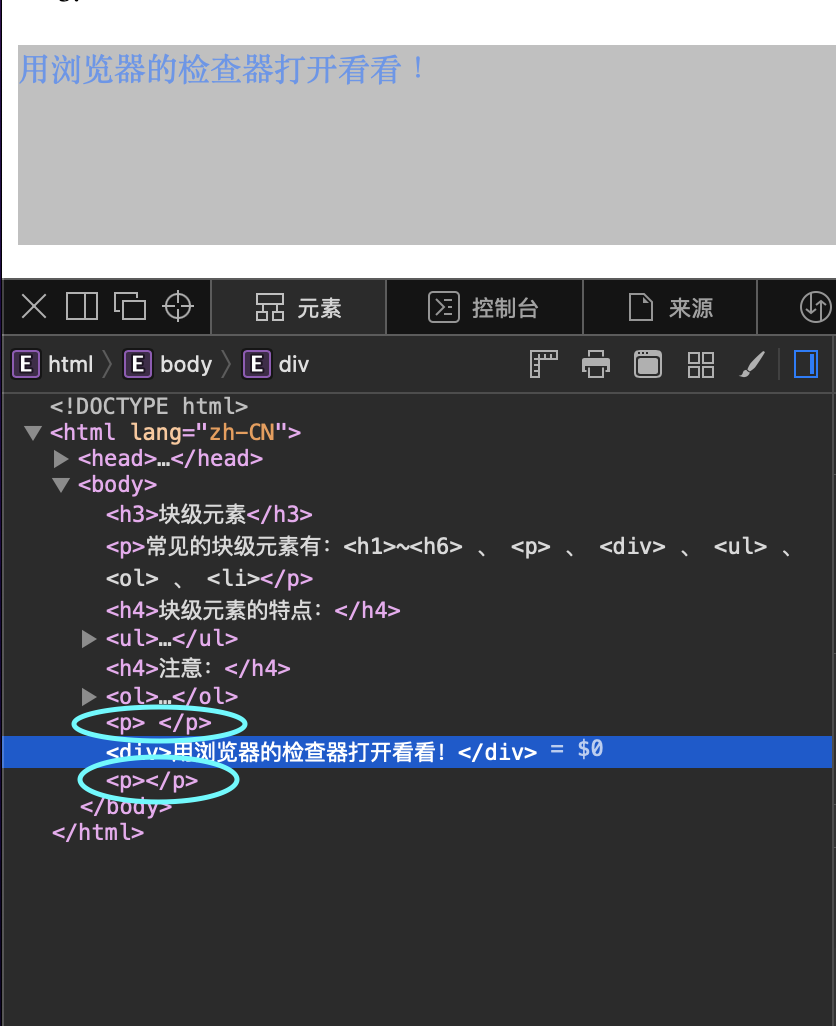 用浏览器的检查器打开看看！
元素
控制台
来源
E html
E body
E div
<!DOCTYPE html>
<html lang="zh-CN">
<head>…</head>
<body>
<h3>块级元素</h3>
<p>常见的块级元素有：<h1>~<h6> 、 <p> 、 <div> 、 <ul> 、
<ol> 、 <li></p>
<h4>块级元素的特点：</h4>
<ul>…</ul>
<h4>注意：</h4>
<ol>…</ol>
<p> </p>
<div>用浏览器的检查器打开看看！</div> = $0
<p></p>
</body>
</html>